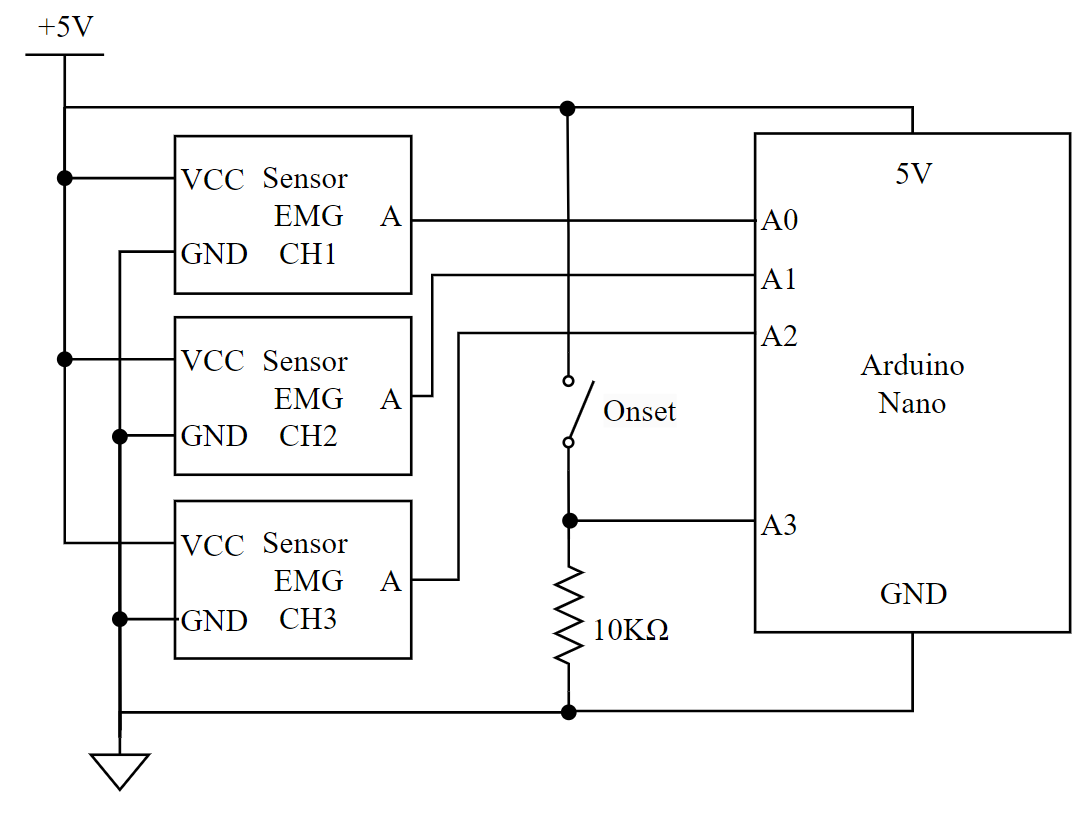 +5V
VCC Sensor
EMG A
GND CH1
VCC Sensor
EMG A
GND CH2
VCC Sensor
EMG A
GND CH3
Onset
10KΩ
5V
A0
A1
A2
Arduino
Nano
A3
GND